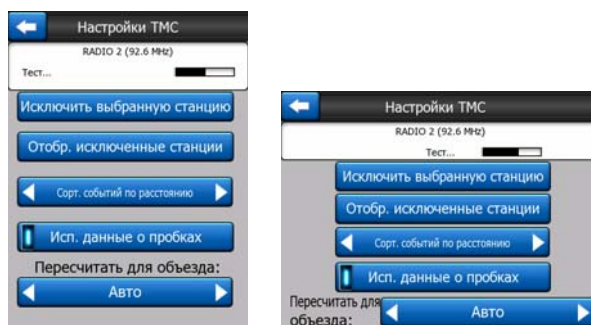 Настройки TMC
RADIO 2 (92.6 MHz)
Тест...
Исключить выбранную станцию
Отобр. исключенные станции
Сорт. событий по расстоянию
Исп. данные о пробках
Пересчитать для объезда:
Авто
Настройки TMC
RADIO 2 (92.6 MHz)
Тест...
Исключить выбранную станцию
Отобр. исключенные станции
Сорт. событий по расстоянию
Исп. данные о пробках
Пересчитать для
объезда:
Авто